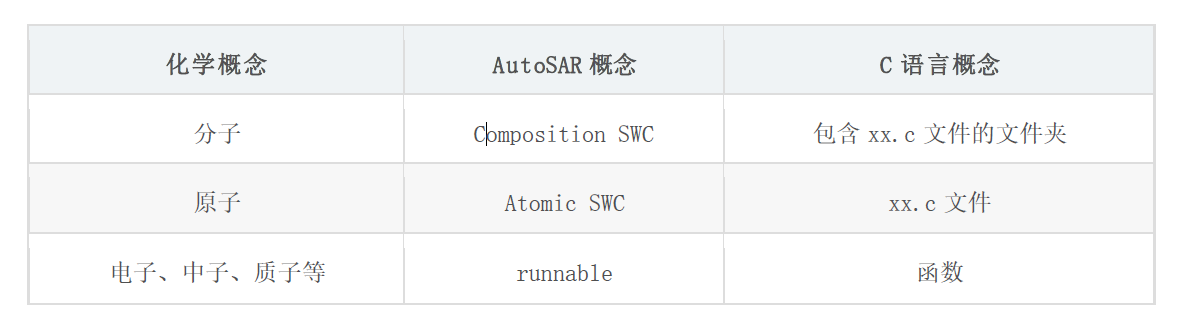 化学概念 AutoSAR 概念 C 语言概念
分子 Composition SWC 包含 xx.c 文件的文件夹
原子 Atomic SWC xx.c 文件
电子、中子、质子等 runnable 函数